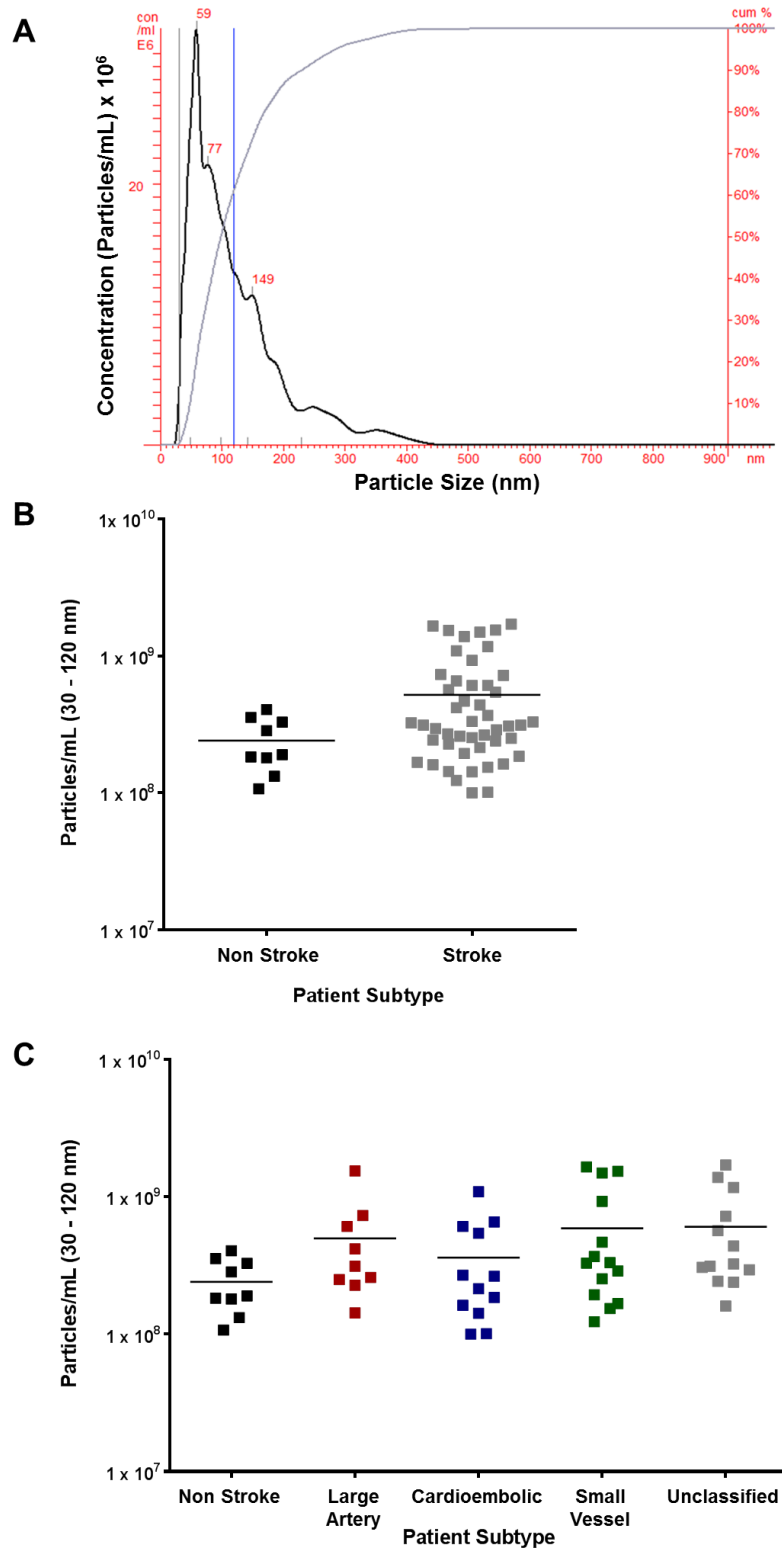 A
con
/ml
E6
59
cum %
100%
90%
77
80%
70%
20
60%
50%
149
40%
30%
20%
10%
Concentration (Particles/mL) x 10⁶
0 100 200 300 400 500 600 700 800 900 nm
Particle Size (nm)
B
1x 10¹⁰
1 x 10⁹
1 x 10⁸
1 x 10⁷
Particles/mL (30 - 120 nm)
Non Stroke Stroke
Patient Subtype
C
1 x 10¹⁰
1 x 10⁹
1 x 10⁸
1 x 10⁷
Particles/mL (30 - 120 nm)
Non Stroke Large Artery Cardioembolic Small Vessel Unclassified
Patient Subtype